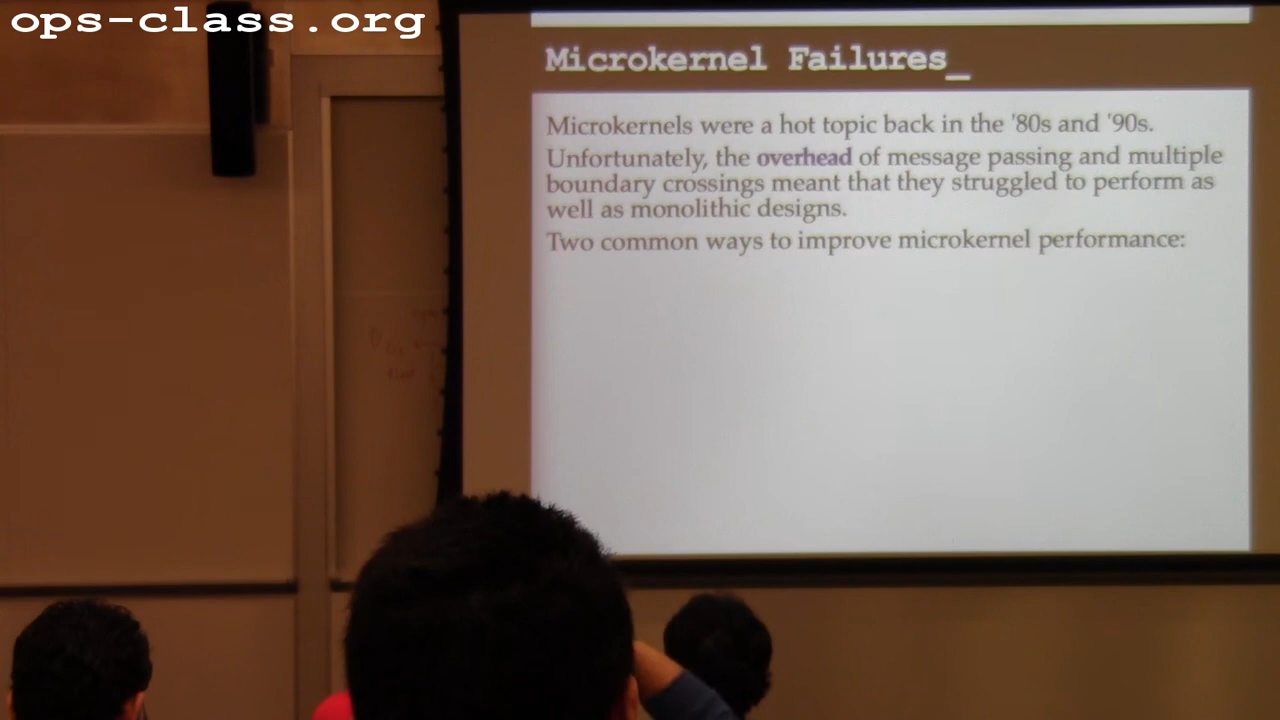 ops-class.org
Microkernel Failures_
Microkernels were a hot topic back in the '80s and '90s.
Unfortunately, the overhead of message passing and multiple
boundary crossings meant that they struggled to perform as
well as monolithic designs.
Two common ways to improve microkernel performance: